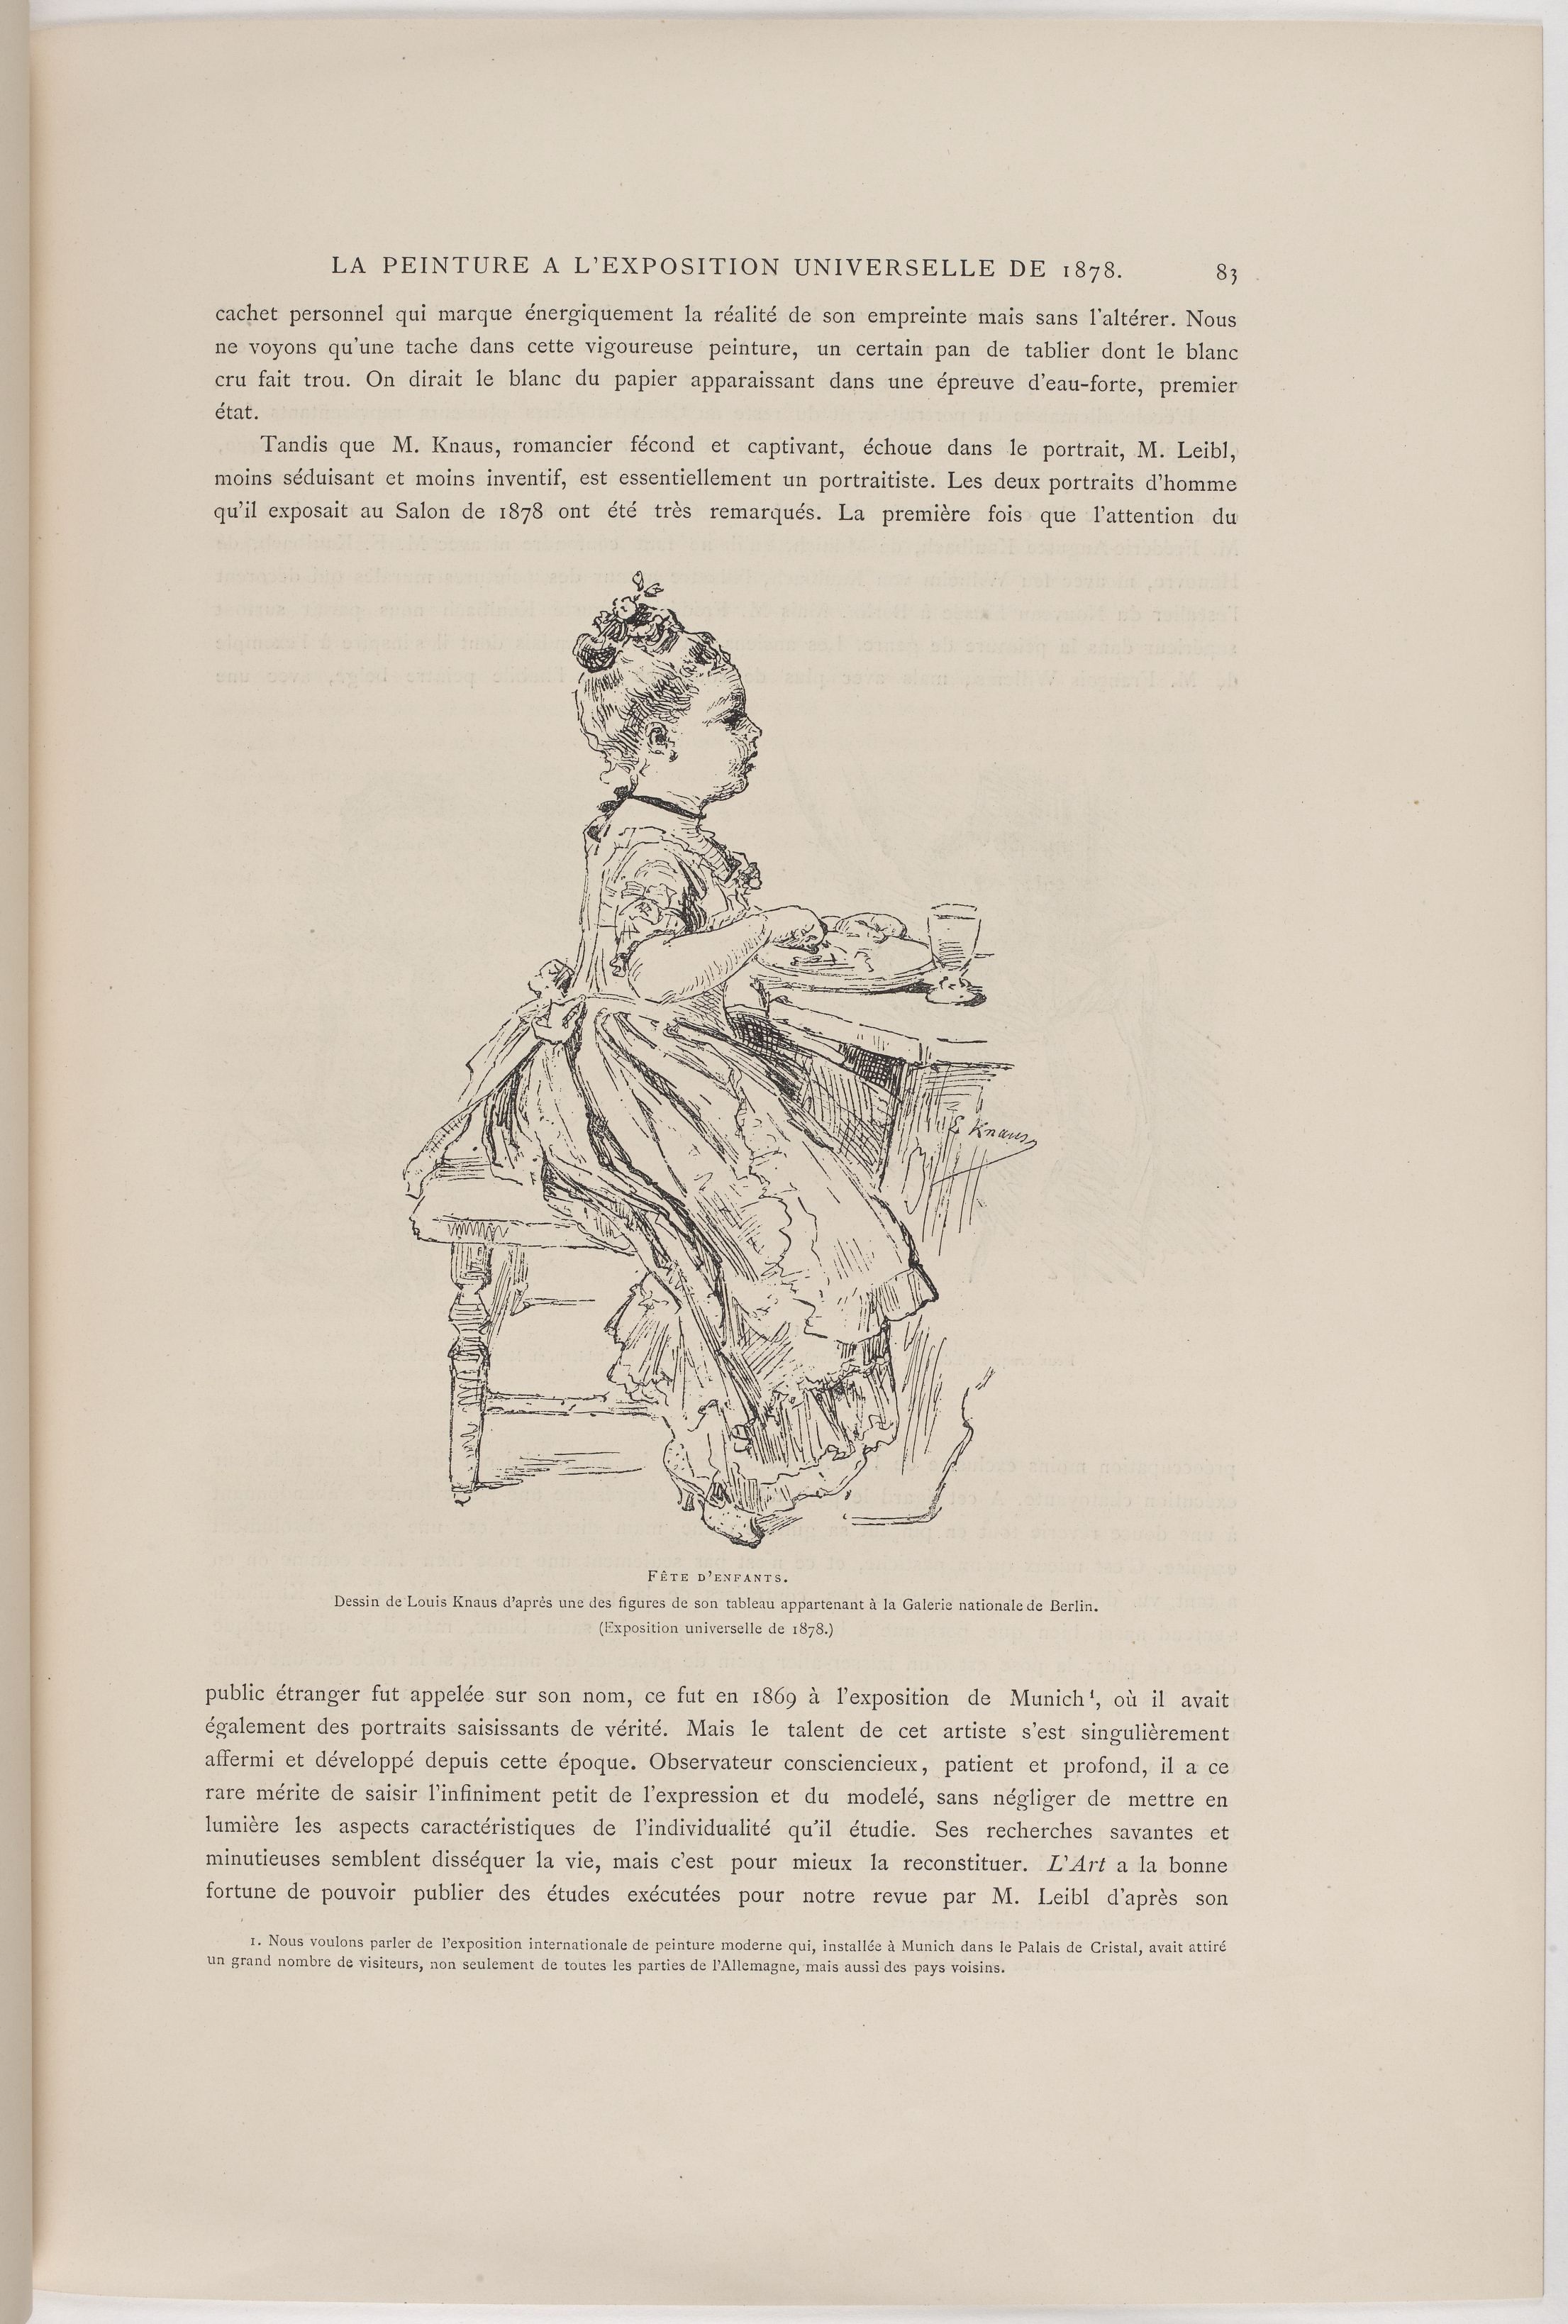 LA PEINTURE A L'EXPOSITION UNIVERSELLE DE 1878. 83
cachet personnel qui marque énergiquement la réalité de son empreinte mais sans l'altérer. Nous
ne voyons qu'une tache dans cette vigoureuse peinture, un certain pan de tablier dont le blanc
cru fait trou. On dirait le blanc du papier apparaissant dans une épreuve d'eau-forte, premier
état.
Tandis que M. Knaus, romancier fécond et captivant, échoue dans le portrait, M. Leibl,
moins séduisant et moins inventif, est essentiellement un portraitiste. Les deux portraits d'homme
qu'il exposait au Salon de 1878 ont été très remarqués. La première fois que l'attention du
Knaus
FÊTE D'ENFANTS.
Dessin de Louis Knaus d'après une des figures de son tableau appartenant à la Galerie nationale de Berlin.
(Exposition universelle de 1878.)
public étranger fut appelée sur son nom, ce fut en 1869 à l'exposition de Munich¹, où il avait
également des portraits saisissants de vérité. Mais le talent de cet artiste s'est singulièrement
affermi et développé depuis cette époque. Observateur consciencieux, patient et profond, il a ce
rare mérite de saisir l'infiniment petit de l'expression et du modelé, sans négliger de mettre en
lumière les aspects caractéristiques de l'individualité qu'il étudie. Ses recherches savantes et
minutieuses semblent disséquer la vie, mais c'est pour mieux la reconstituer. L'Art a la bonne
fortune de pouvoir publier des études exécutées pour notre revue par M. Leibl d'après son
1. Nous voulons parler de l'exposition internationale de peinture moderne qui, installée à Munich dans le Palais de Cristal, avait attiré
un grand nombre de visiteurs, non seulement de toutes les parties de l'Allemagne, mais aussi des pays voisins.